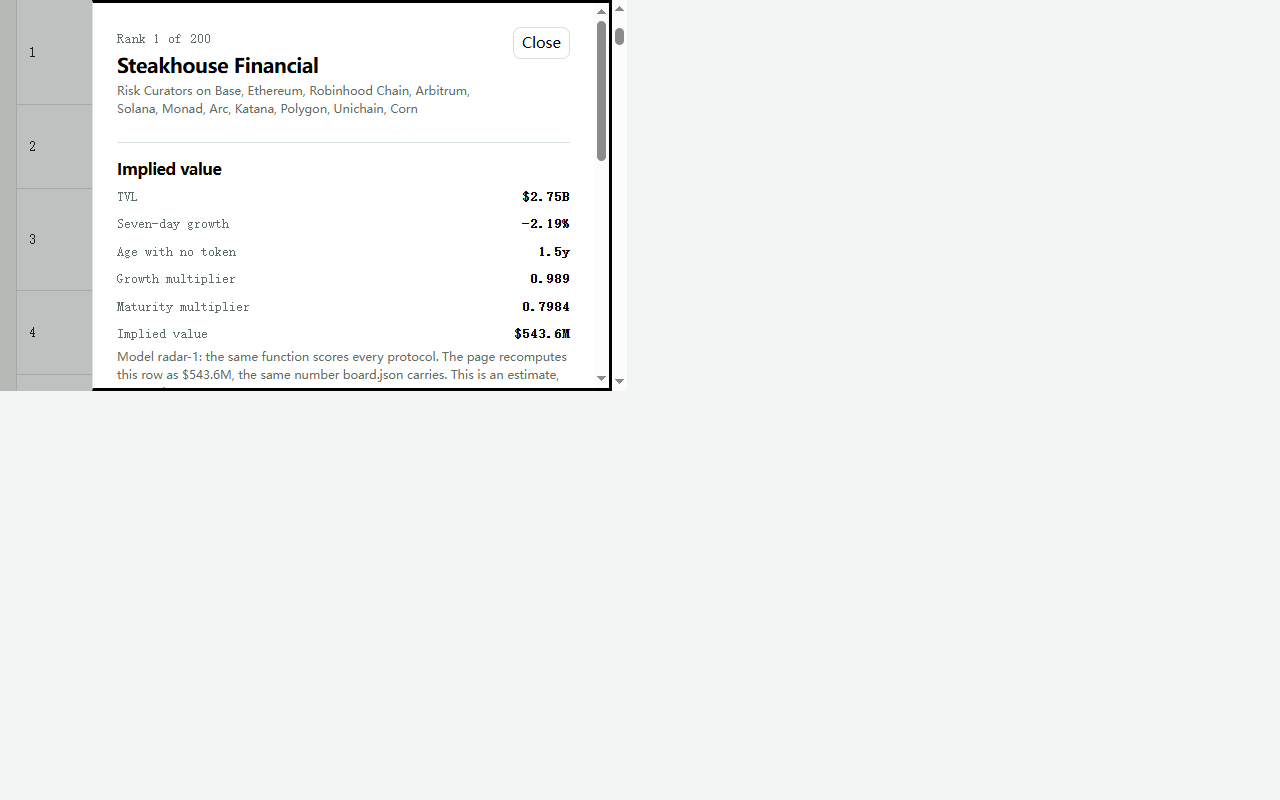 1
2
3
4
Rank 1 of 200
Close
Steakhouse Financial
Risk Curators on Base, Ethereum, Robinhood Chain, Arbitrum,
Solana, Monad, Arc, Katana, Polygon, Unichain, Corn
Implied value
TVL $2.75B
Seven-day growth -2.19%
Age with no token 1.5y
Growth multiplier 0.989
Maturity multiplier 0.7984
Implied value $543.6M
Model radar-1: the same function scores every protocol. The page recomputes
this row as $543.6M, the same number board.json carries. This is an estimate,